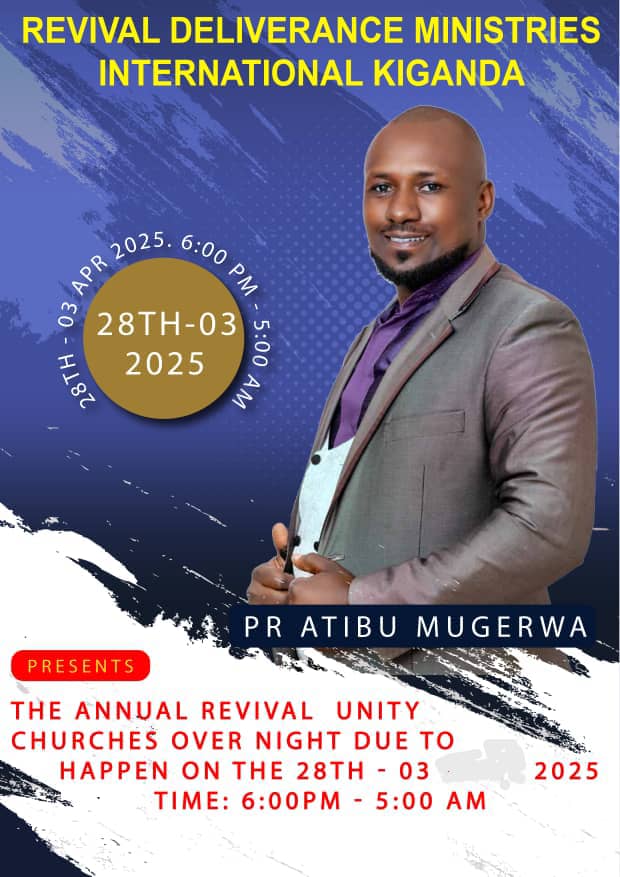 REVIVAL DELIVERANCE MINISTRIES
INTERNATIONAL KIGANDA
28TH - 03 APR 2025. 6:00 PM - 5:00 AM
28TH-03
2025
PR ATIBU MUGERWA
PRESENTS
THE ANNUAL REVIVAL UNITY
CHURCHES OVER NIGHT DUE TO
HAPPEN ON THE 28TH - 03 2025
TIME: 6:00PM - 5:00 AM